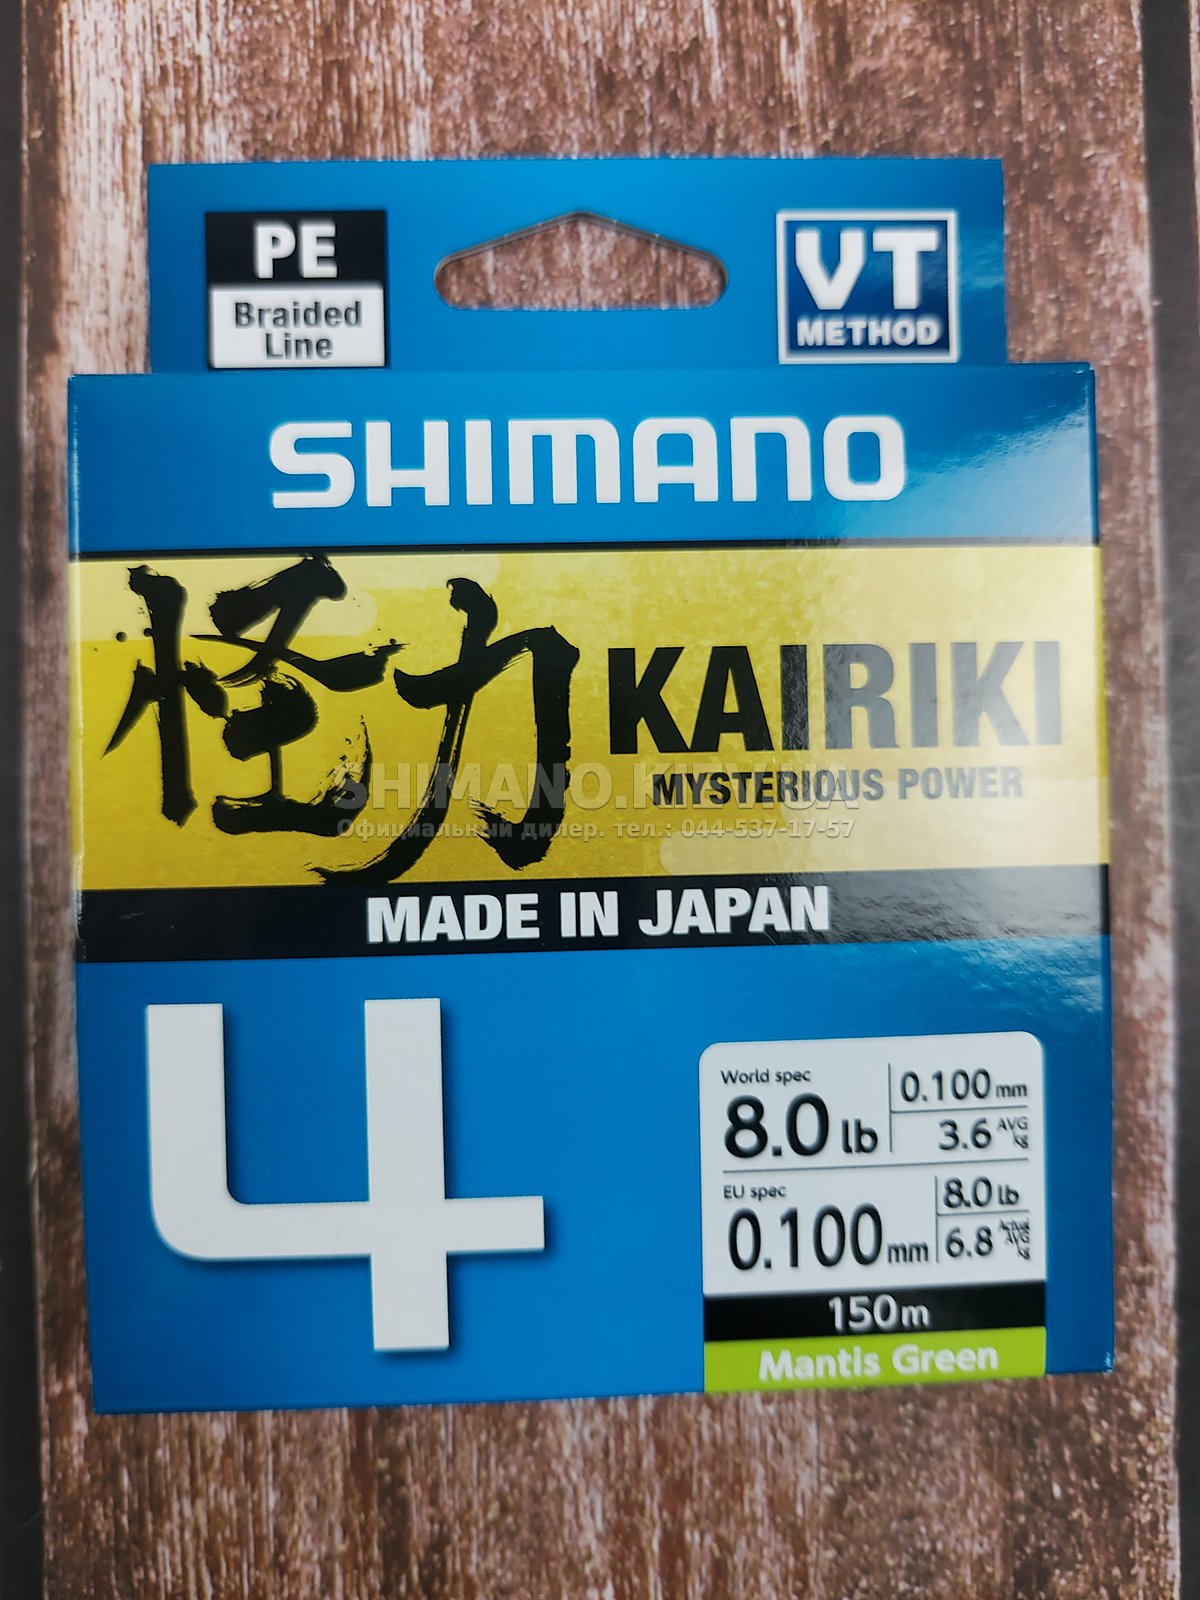 PE
Braided
Line
VT
METHOD
SHIMANO
怪力
KAIRIKI
MYSTERIOUS POWER
SHIMANO.KIEV.UA
Официальный дилер. тел.: 044-537-17-57
MADE IN JAPAN
4
World spec
8.0 lb
0.100 mm
3.6 AVG kg
EU spec
0.100 mm
8.0 lb
6.8 Actual AVG kg
150m
Mantis Green